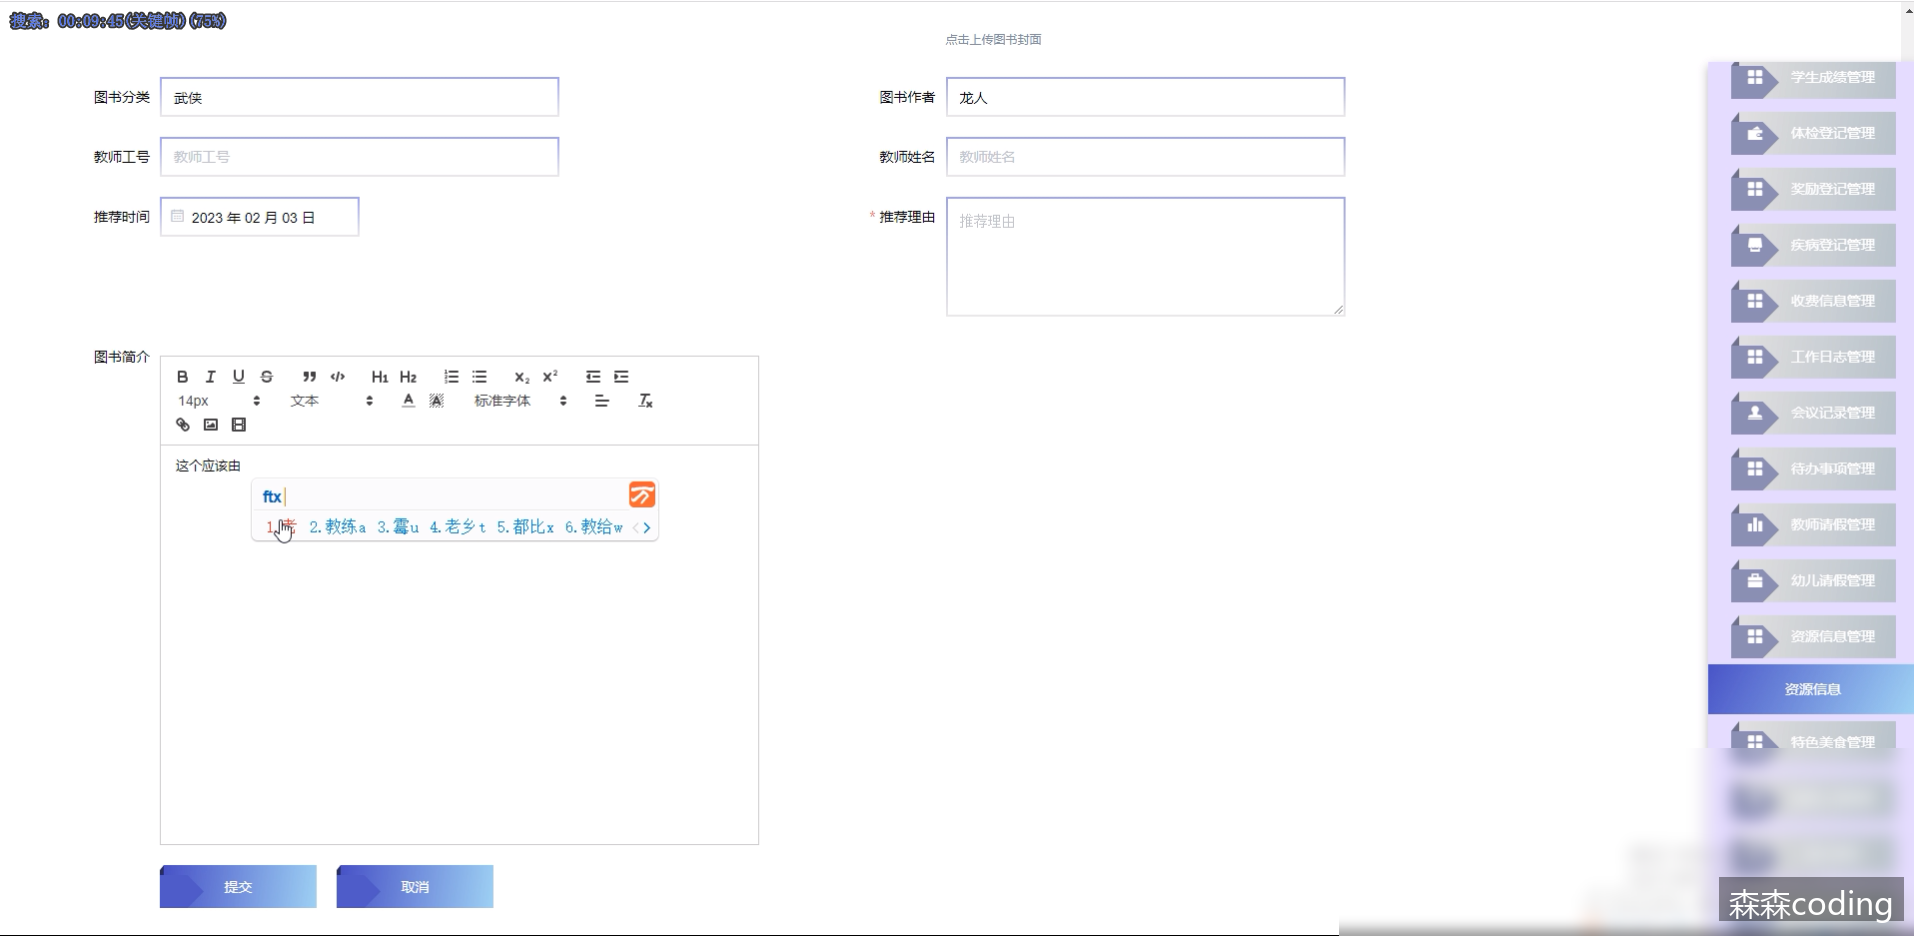 搜索: 00:09:45(关键帧)(75%)
点击上传图书封面
图书分类 武侠 图书作者 龙人
教师工号 教师工号 教师姓名 教师姓名
推荐时间 2023 年 02 月 03 日 * 推荐理由 推荐理由
图书简介
B I U S ” </> H1 H2 X2 X²
14px 文本 A A 标准字体 Tx
这个应该由
ftx
1.老 2.教练a 3.霭u 4.老乡t 5.都比x 6.教给w
提交 取消
学生成绩管理
体检登记管理
奖励登记管理
疾病登记管理
收费信息管理
工作日志管理
会议记录管理
待办事项管理
教师请假管理
幼儿请假管理
资源信息管理
资源信息
特色美食管理
森森coding